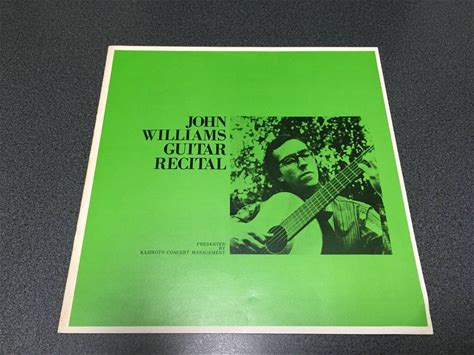 JOHN
WILLIAMS
GUITAR
RECITAL
PRESENTED
BY
KAJIMOTO CONCERT MANAGEMENT